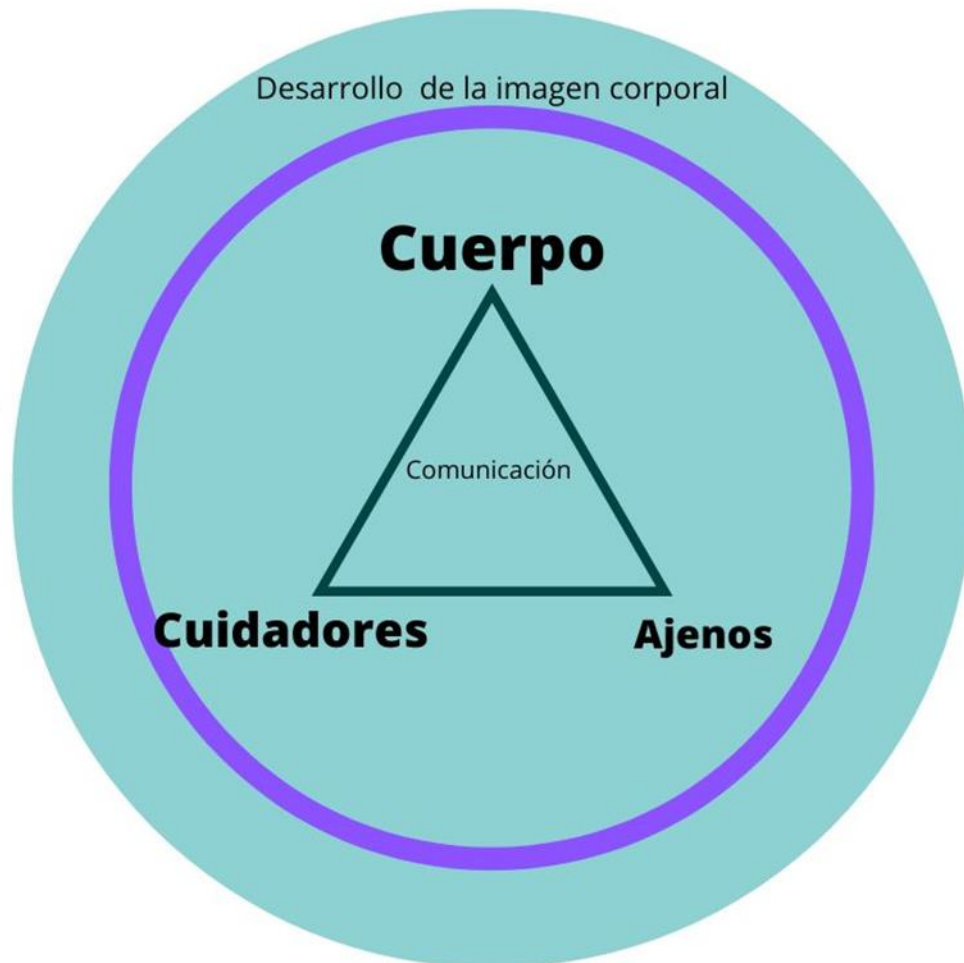 Desarrollo de la imagen corporal
Cuerpo
Comunicación
Cuidadores
Ajenos